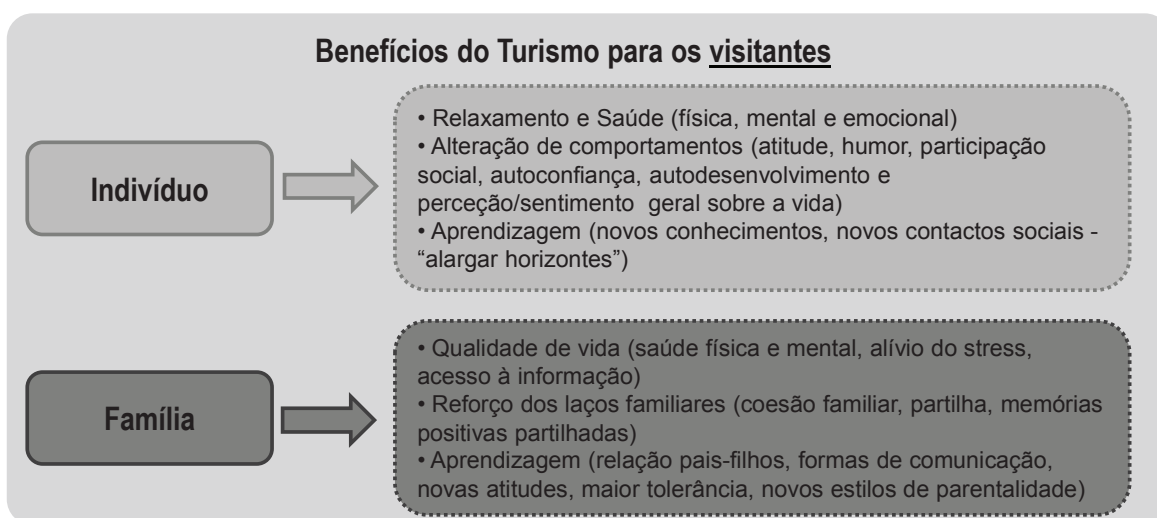 Benefícios do Turismo para os visitantes
Indivíduo
• Relaxamento e Saúde (física, mental e emocional)
• Alteração de comportamentos (atitude, humor, participação
social, autoconfiança, autodesenvolvimento e
perceção/sentimento geral sobre a vida)
• Aprendizagem (novos conhecimentos, novos contactos sociais -
“alargar horizontes”)
Família
• Qualidade de vida (saúde física e mental, alívio do stress,
acesso à informação)
• Reforço dos laços familiares (coesão familiar, partilha, memórias
positivas partilhadas)
• Aprendizagem (relação pais-filhos, formas de comunicação,
novas atitudes, maior tolerância, novos estilos de parentalidade)